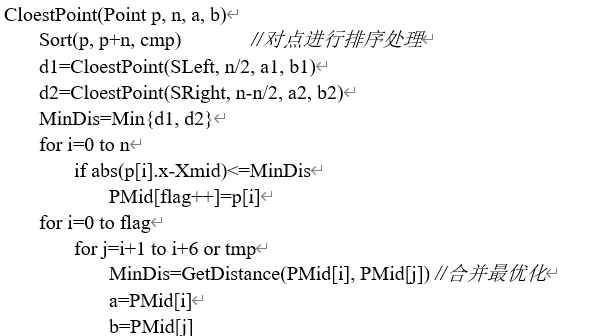 CloestPoint(Point p, n, a, b)↵
Sort(p, p+n, cmp) //对点进行排序处理↵
d1=CloestPoint(SLeft, n/2, a1, b1)↵
d2=CloestPoint(SRight, n-n/2, a2, b2)↵
MinDis=Min{d1, d2}↵
for i=0 to n↵
if abs(p[i].x-Xmid)<=MinDis↵
PMid[flag++]=p[i]↵
for i=0 to flag↵
for j=i+1 to i+6 or tmp↵
MinDis=GetDistance(PMid[i], PMid[j]) //合并最优化↵
a=PMid[i]↵
b=PMid[j]